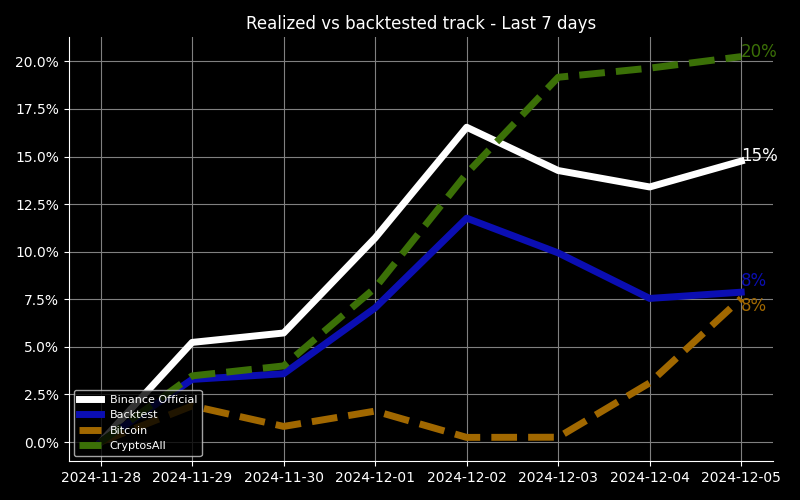 Realized vs backtested track - Last 7 days
20.0%
17.5%
15.0%
12.5%
10.0%
7.5%
5.0%
2.5%
0.0%
20%
15%
8%
8%
Binance Official
Backtest
Bitcoin
CryptosAll
2024-11-28 2024-11-29 2024-11-30 2024-12-01 2024-12-02 2024-12-03 2024-12-04 2024-12-05